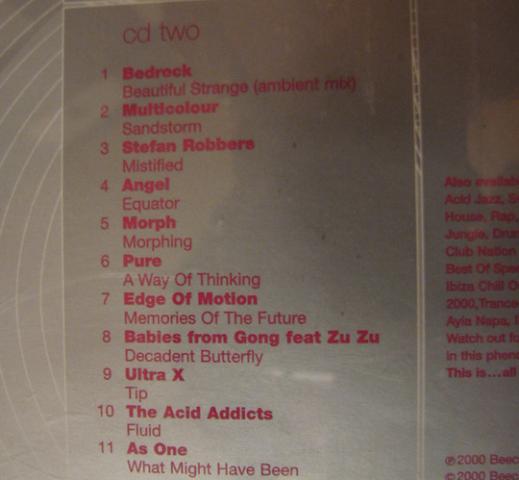 cd two
1 Bedrock
Beautiful Strange (ambient mix)
2 Multicolour
Sandstorm
3 Stefan Robbers
Mistified
4 Angel
Equator
5 Morph
Morphing
6 Pure
A Way Of Thinking
7 Edge Of Motion
Memories Of The Future
8 Babies from Gong feat Zu Zu
Decadent Butterfly
9 Ultra X
Tip
10 The Acid Addicts
Fluid
11 As One
What Might Have Been
Also
Acid Jazz,
House, Rap,
Jungle,
Club Nation
Best Of
Ibiza Chill
2000,
Ayia Napa,
Watch out
in this
This is...all
℗2000
©2000